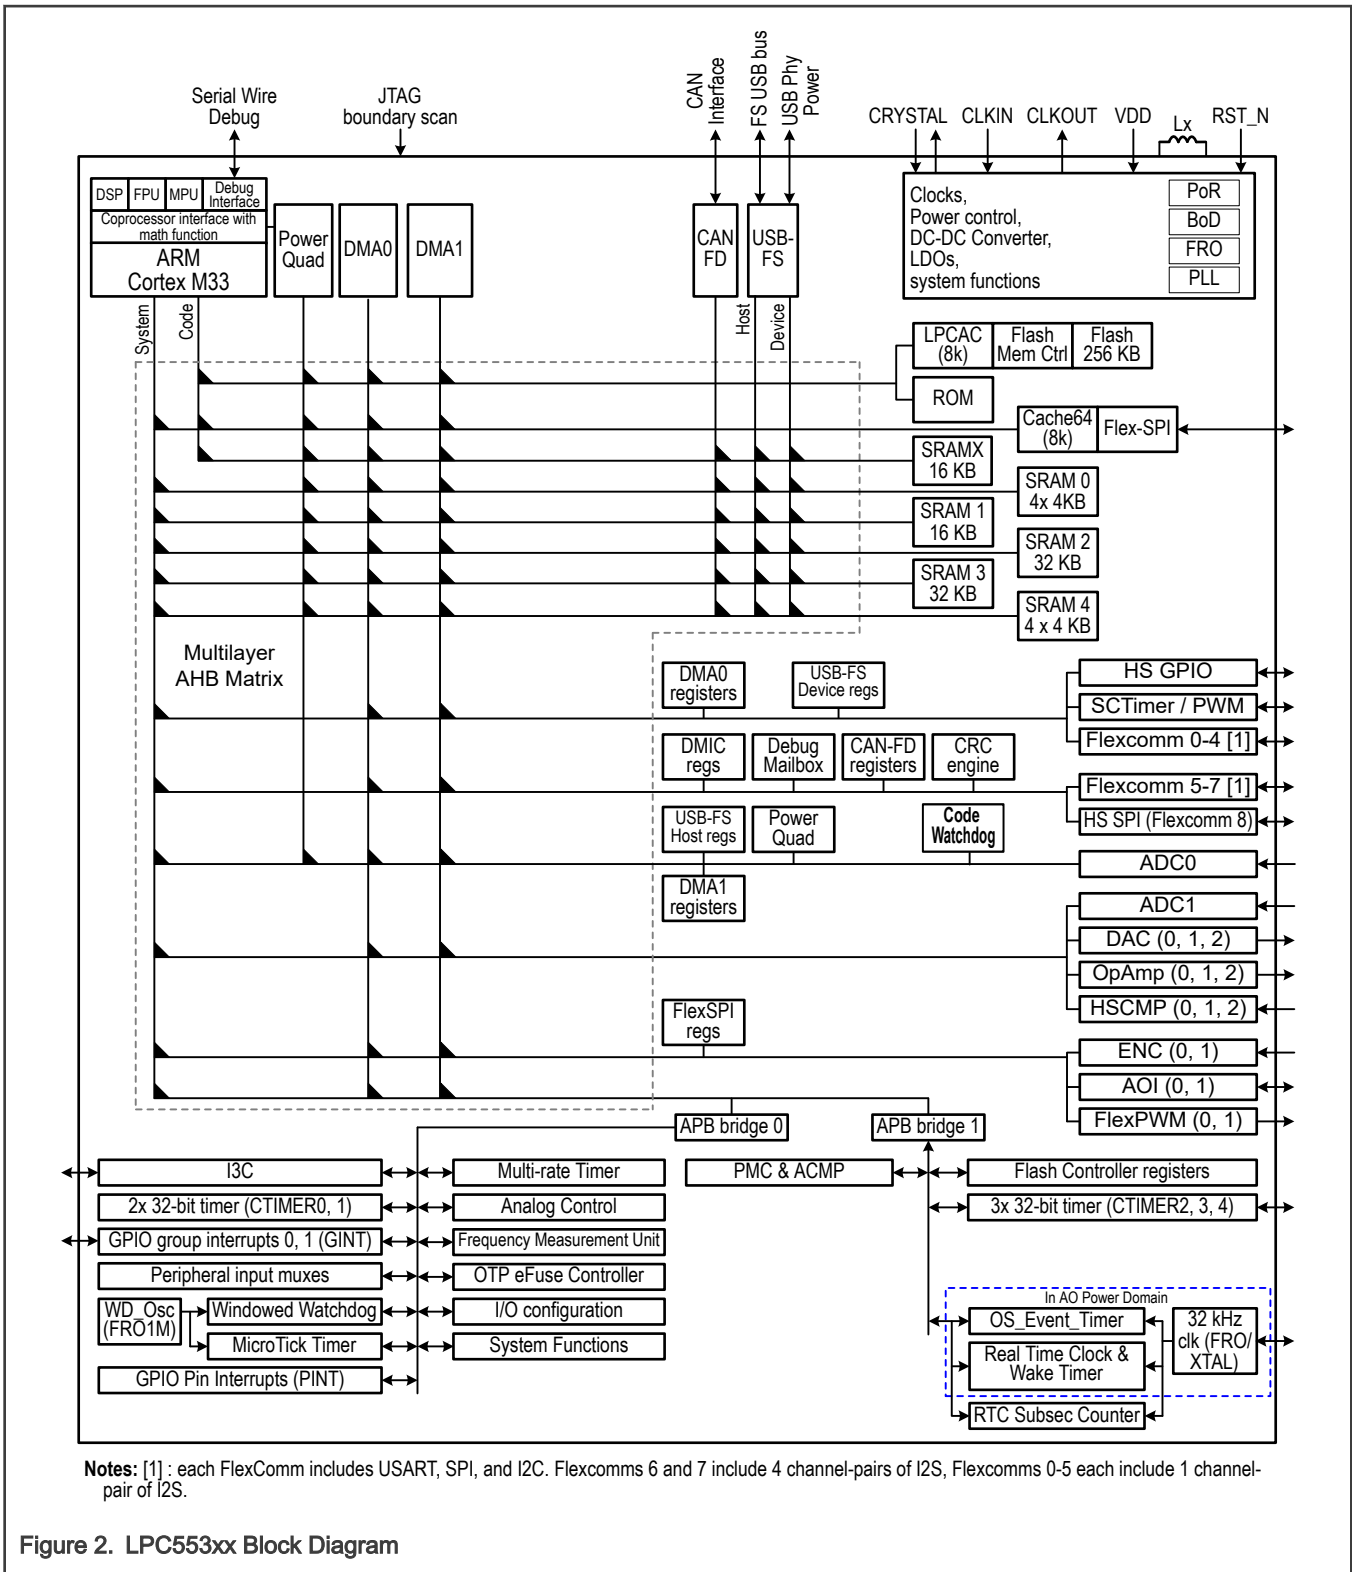 CAN
Interface
FS USB bus
USB Phy
Power
Serial Wire
Debug
JTAG
boundary scan
CRYSTAL
CLKIN
CLKOUT
VDD
Lx
RST_N
DSP
FPU
MPU
Debug
Interface
Coprocessor interface with
math function
ARM
Cortex M33
Power
Quad
DMA0
DMA1
CAN
FD
USB-
FS
Clocks,
Power control,
DC-DC Converter,
LDOs,
system functions
PoR
BoD
FRO
PLL
System
Code
Host
Device
LPCAC
(8k)
Flash
Mem Ctrl
Flash
256 KB
ROM
Cache64
(8k)
Flex-SPI
SRAMX
16 KB
SRAM 0
4x 4KB
SRAM 1
16 KB
SRAM 2
32 KB
SRAM 3
32 KB
SRAM 4
4 x 4 KB
Multilayer
AHB Matrix
DMA0
registers
USB-FS
Device regs
HS GPIO
SCTimer / PWM
Flexcomm 0-4 [1]
DMIC
regs
Debug
Mailbox
CAN-FD
registers
CRC
engine
Flexcomm 5-7 [1]
HS SPI (Flexcomm 8)
USB-FS
Host regs
Power
Quad
Code
Watchdog
ADC0
DMA1
registers
ADC1
DAC (0, 1, 2)
OpAmp (0, 1, 2)
HSCMP (0, 1, 2)
FlexSPI
regs
ENC (0, 1)
AOI (0, 1)
FlexPWM (0, 1)
APB bridge 0
APB bridge 1
I3C
Multi-rate Timer
PMC & ACMP
Flash Controller registers
2x 32-bit timer (CTIMER0, 1)
Analog Control
3x 32-bit timer (CTIMER2, 3, 4)
GPIO group interrupts 0, 1 (GINT)
Frequency Measurement Unit
Peripheral input muxes
OTP eFuse Controller
WD_Osc
(FRO1M)
Windowed Watchdog
I/O configuration
MicroTick Timer
System Functions
GPIO Pin Interrupts (PINT)
In AO Power Domain
OS_Event_Timer
32 kHz
clk (FRO/
XTAL)
Real Time Clock &
Wake Timer
RTC Subsec Counter
Notes: [1] : each FlexComm includes USART, SPI, and I2C. Flexcomms 6 and 7 include 4 channel-pairs of I2S, Flexcomms 0-5 each include 1 channel-
pair of I2S.
Figure 2. LPC553xx Block Diagram